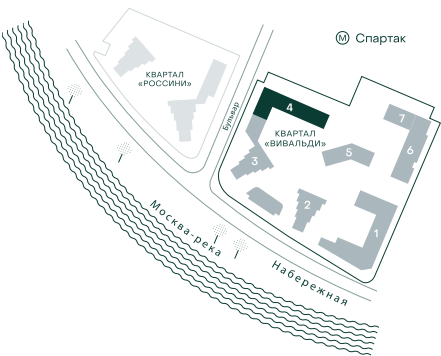 М Спартак
КВАРТАЛ
«РОССИНИ»
Бульвар
4
7
КВАРТАЛ
«ВИВАЛЬДИ»
6
5
3
2
1
Москва-река
Набережная